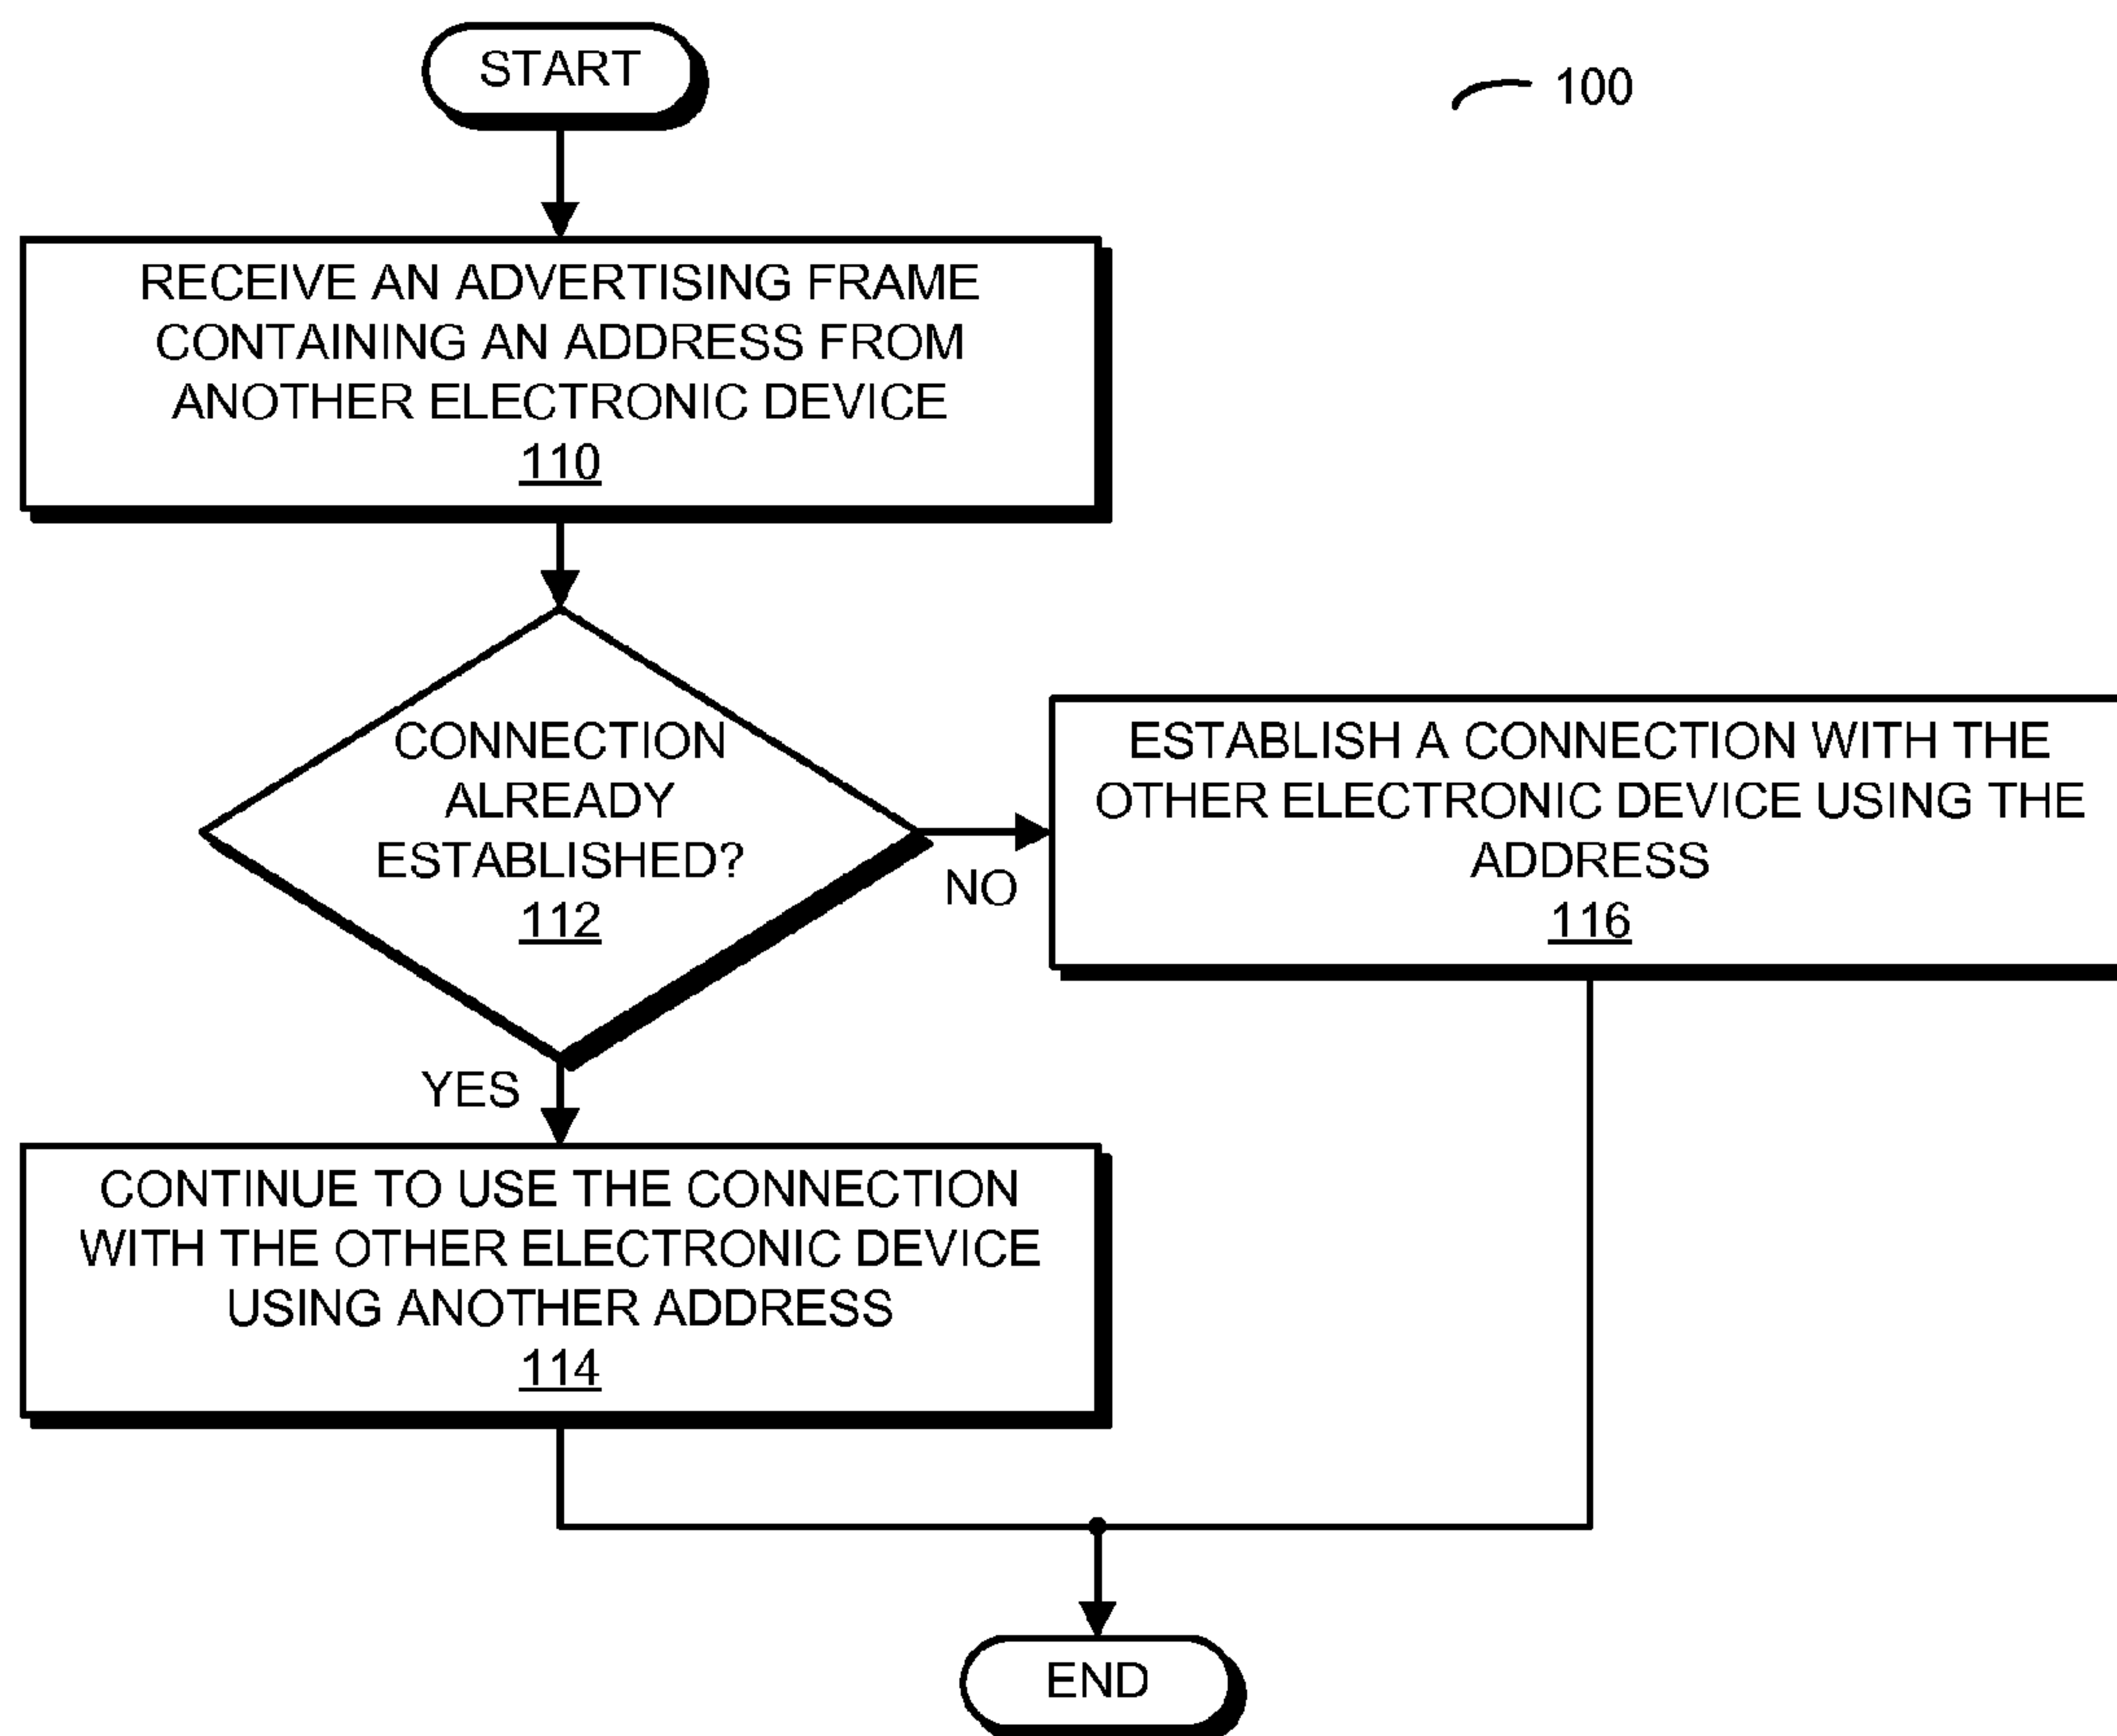 START
100
RECEIVE AN ADVERTISING FRAME
CONTAINING AN ADDRESS FROM
ANOTHER ELECTRONIC DEVICE
110
CONNECTION
ALREADY
ESTABLISHED?
112
NO
ESTABLISH A CONNECTION WITH THE
OTHER ELECTRONIC DEVICE USING THE
ADDRESS
116
YES
CONTINUE TO USE THE CONNECTION
WITH THE OTHER ELECTRONIC DEVICE
USING ANOTHER ADDRESS
114
END